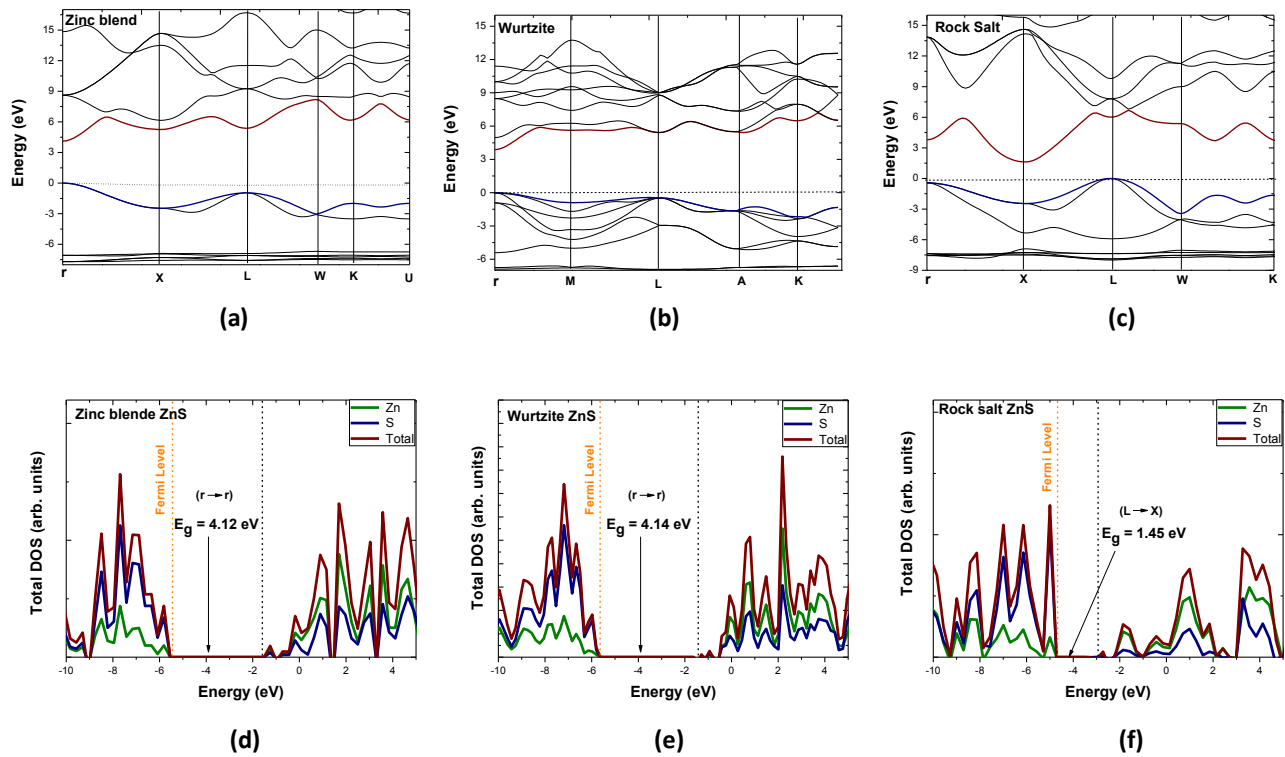 Zinc blend
Energy (eV)
15
12
9
6
3
0
-3
-6
r X L W K U
(a)
Wurtzite
Energy (eV)
15
12
9
6
3
0
-3
-6
r M L A K
(b)
Rock Salt
Energy (eV)
15
12
9
6
3
0
-3
-6
-9
r X L W K
(c)
Zinc blende ZnS
Zn
S
Total
Fermi Level
(r → r)
E_g = 4.12 eV
Total DOS (arb. units)
-10 -8 -6 -4 -2 0 2 4
Energy (eV)
(d)
Wurtzite ZnS
Zn
S
Total
Fermi Level
(r → r)
E_g = 4.14 eV
Total DOS (arb. units)
-10 -8 -6 -4 -2 0 2 4
Energy (eV)
(e)
Rock salt ZnS
Zn
S
Total
Fermi Level
(L → X)
E_g = 1.45 eV
Total DOS (arb. units)
-10 -8 -6 -4 -2 0 2 4
Energy (eV)
(f)